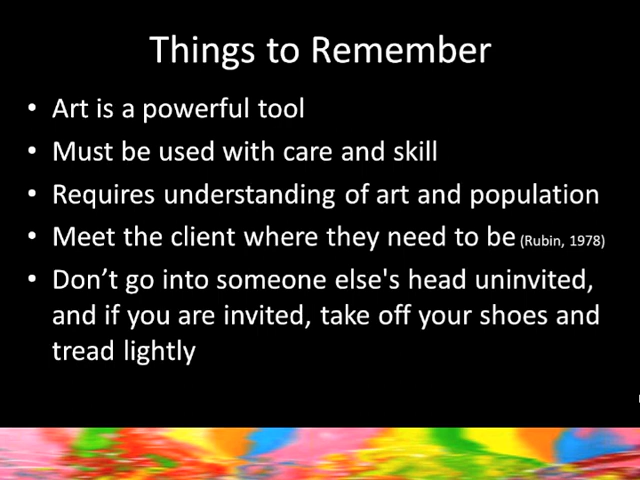 Things to Remember
• Art is a powerful tool
• Must be used with care and skill
• Requires understanding of art and population
• Meet the client where they need to be (Rubin, 1978)
• Don’t go into someone else's head uninvited,
and if you are invited, take off your shoes and
tread lightly